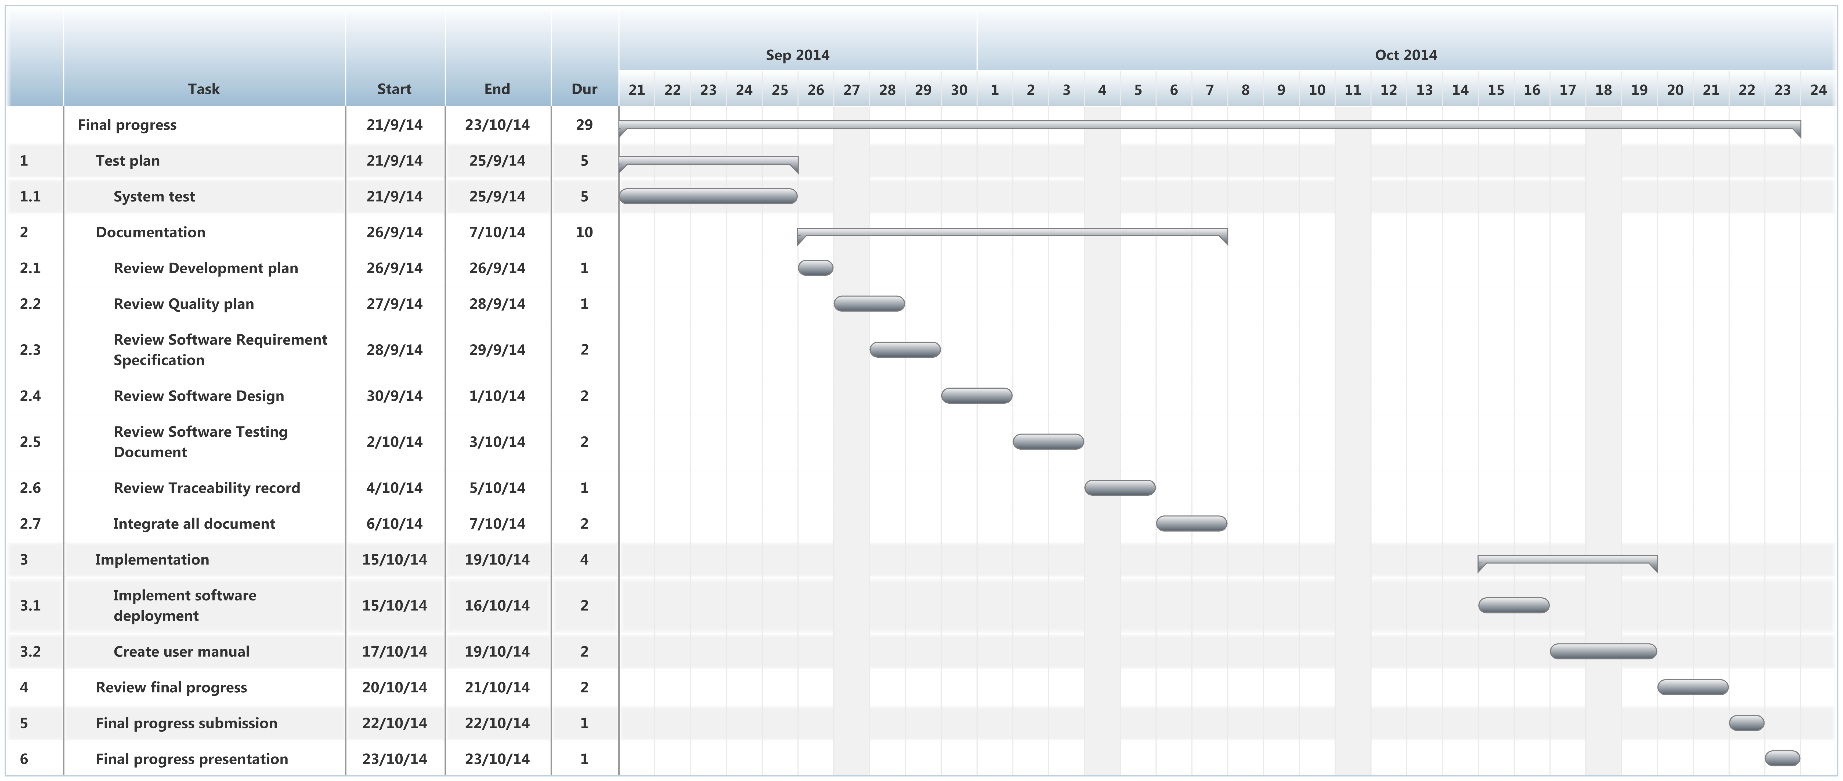 Sep 2014 Oct 2014
Task Start End Dur 21 22 23 24 25 26 27 28 29 30 1 2 3 4 5 6 7 8 9 10 11 12 13 14 15 16 17 18 19 20 21 22 23 24
Final progress 21/9/14 23/10/14 29
1 Test plan 21/9/14 25/9/14 5
1.1 System test 21/9/14 25/9/14 5
2 Documentation 26/9/14 7/10/14 10
2.1 Review Development plan 26/9/14 26/9/14 1
2.2 Review Quality plan 27/9/14 28/9/14 1
2.3 Review Software Requirement
Specification 28/9/14 29/9/14 2
2.4 Review Software Design 30/9/14 1/10/14 2
2.5 Review Software Testing
Document 2/10/14 3/10/14 2
2.6 Review Traceability record 4/10/14 5/10/14 1
2.7 Integrate all document 6/10/14 7/10/14 2
3 Implementation 15/10/14 19/10/14 4
3.1 Implement software
deployment 15/10/14 16/10/14 2
3.2 Create user manual 17/10/14 19/10/14 2
4 Review final progress 20/10/14 21/10/14 2
5 Final progress submission 22/10/14 22/10/14 1
6 Final progress presentation 23/10/14 23/10/14 1